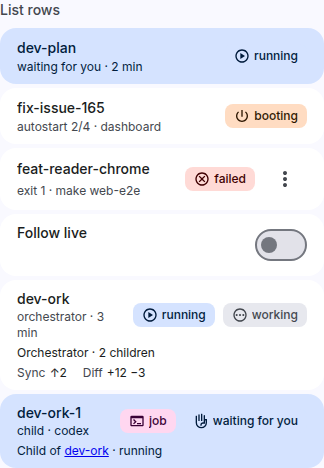 List rows
dev-plan
waiting for you · 2 min
running
fix-issue-165
autostart 2/4 · dashboard
booting
feat-reader-chrome
exit 1 · make web-e2e
failed
Follow live
dev-ork
orchestrator · 3
min
running
working
Orchestrator · 2 children
Sync ↑2 Diff +12 −3
dev-ork-1
child · codex
job
waiting for you
Child of dev-ork · running